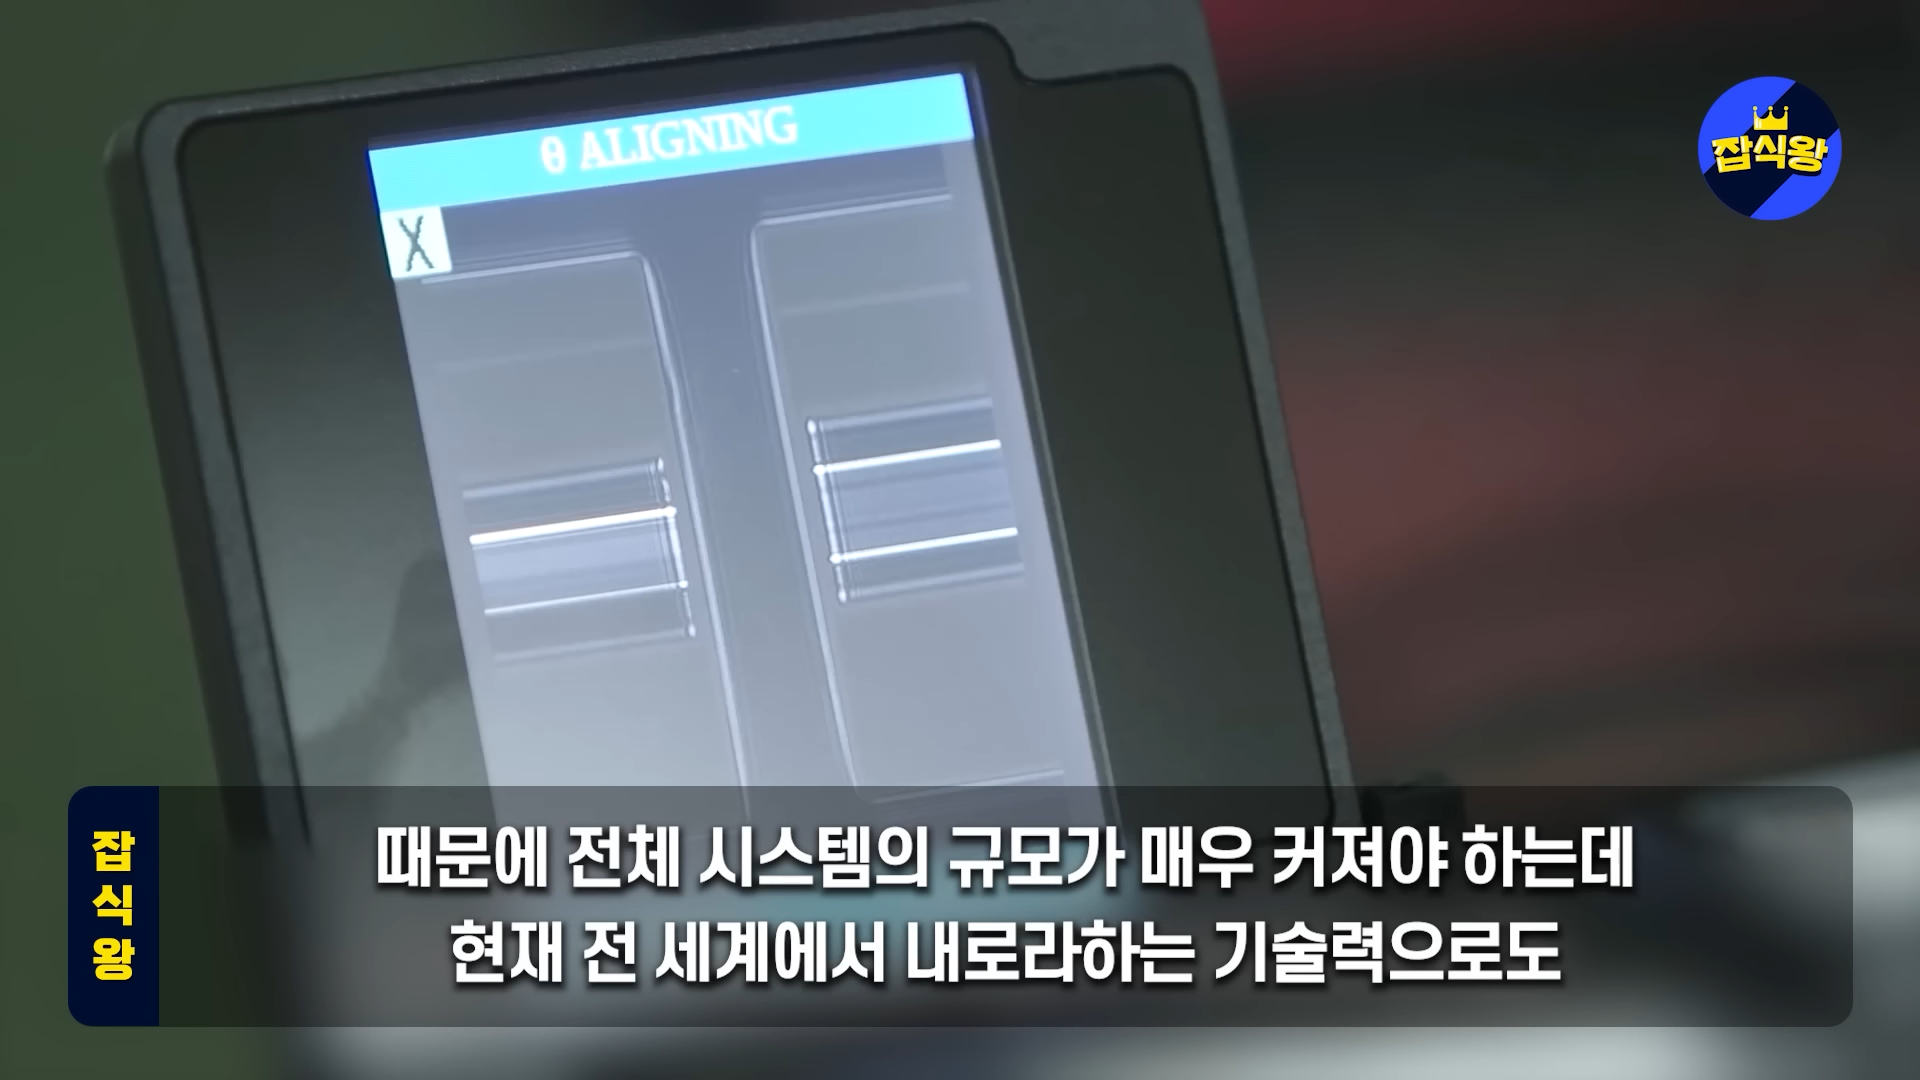 θ ALIGNING
X
잡식왕
잡식왕
때문에 전체 시스템의 규모가 매우 커져야 하는데
현재 전 세계에서 내로라하는 기술력으로도